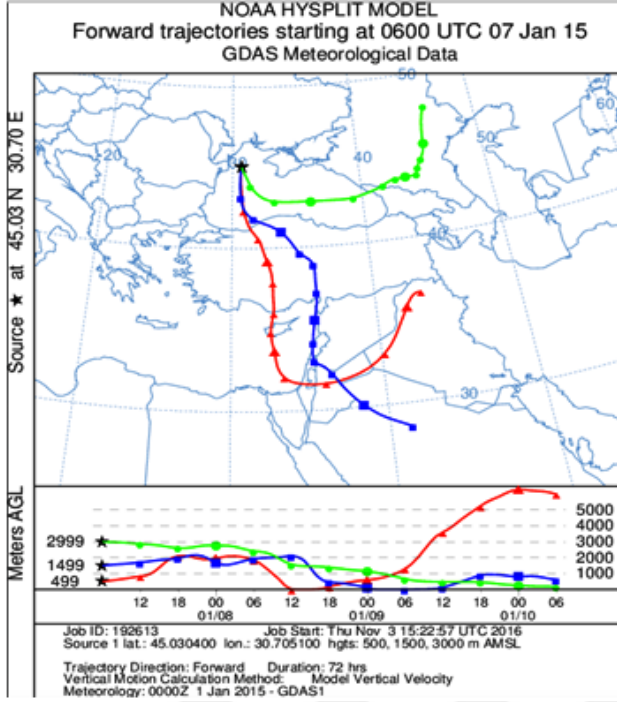 NOAA HYSPLIT MODEL
Forward trajectories starting at 0600 UTC 07 Jan 15
GDAS Meteorological Data
Source ★ at 45.03 N 30.70 E
50
60
20
30
40
50
40
30
Meters AGL
2999
1499
499
5000
4000
3000
2000
1000
12 18 00 06 12 18 00 06 12 18 00 06
01/08 01/09 01/10
Job ID: 192613 Job Start: Thu Nov 3 15:22:57 UTC 2016
Source 1 lat.: 45.030400 lon.: 30.705100 hgts: 500, 1500, 3000 m AMSL
Trajectory Direction: Forward Duration: 72 hrs
Vertical Motion Calculation Method: Model Vertical Velocity
Meteorology: 0000Z 1 Jan 2015 - GDAS1